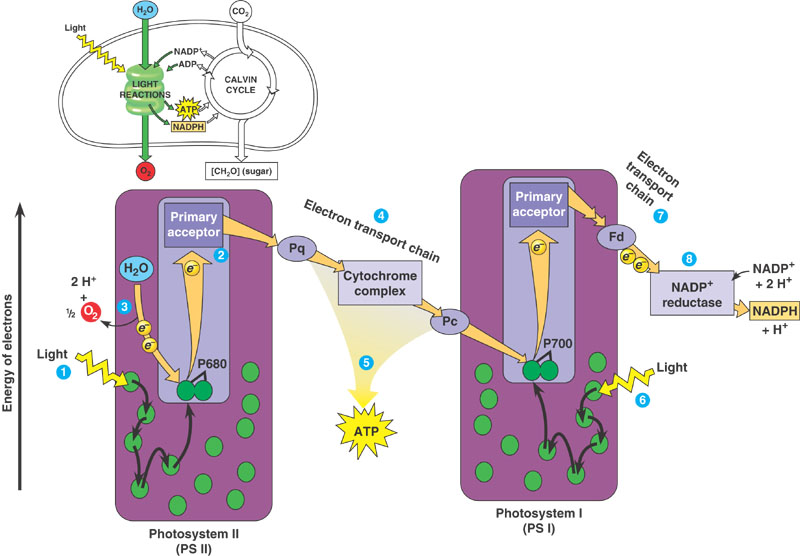 H₂O
CO₂
Light
NADP⁺
ADP
LIGHT
REACTIONS
CALVIN
CYCLE
ATP
NADPH
O₂
[CH₂O] (sugar)
Energy of electrons
Primary
acceptor
2
H₂O
2 H⁺
+
½ O₂
3
e⁻
e⁻
e⁻
Light
1
P680
Photosystem II
(PS II)
4
Electron transport chain
Pq
Cytochrome
complex
Pc
5
ATP
Primary
acceptor
e⁻
P700
Light
6
Photosystem I
(PS I)
Electron
transport
chain
7
Fd
e⁻
e⁻
8
NADP⁺
reductase
NADP⁺
+ 2 H⁺
NADPH
+ H⁺